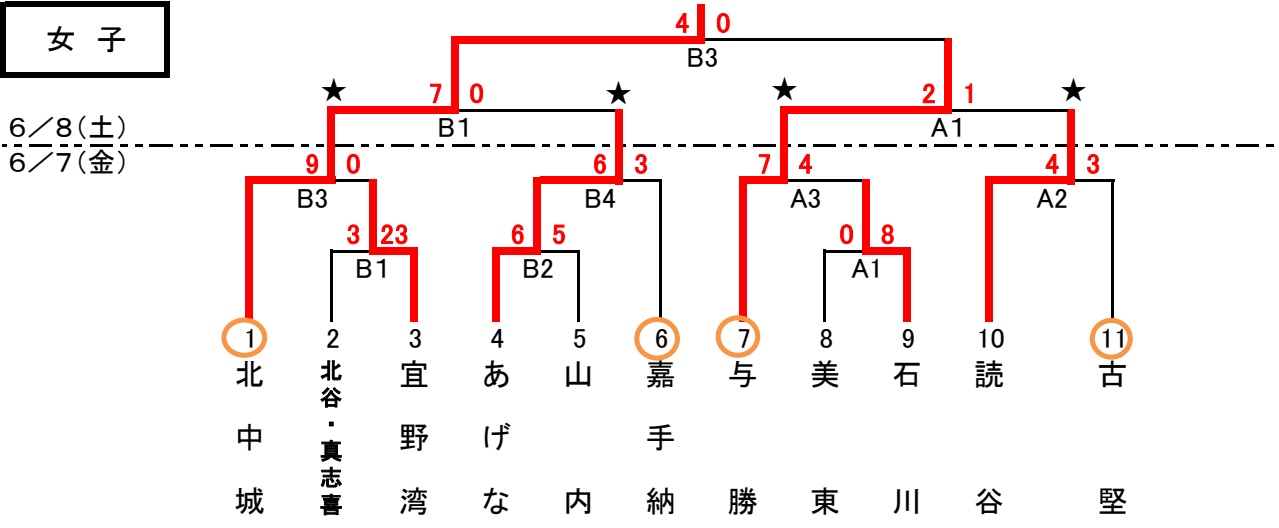 女 子
4 0
B3
★ ★ ★ ★
7 0 2 1
B1 A1
6／8(土)
6／7(金)
9 0 6 3 7 4 4 3
B3 B4 A3 A2
3 23 6 5 0 8
B1 B2 A1
1 2 3 4 5 6 7 8 9 10 11
北中城
北谷・真志喜
宜野湾
あげな
山内
嘉手納
与勝
美東
石川
読谷
古堅